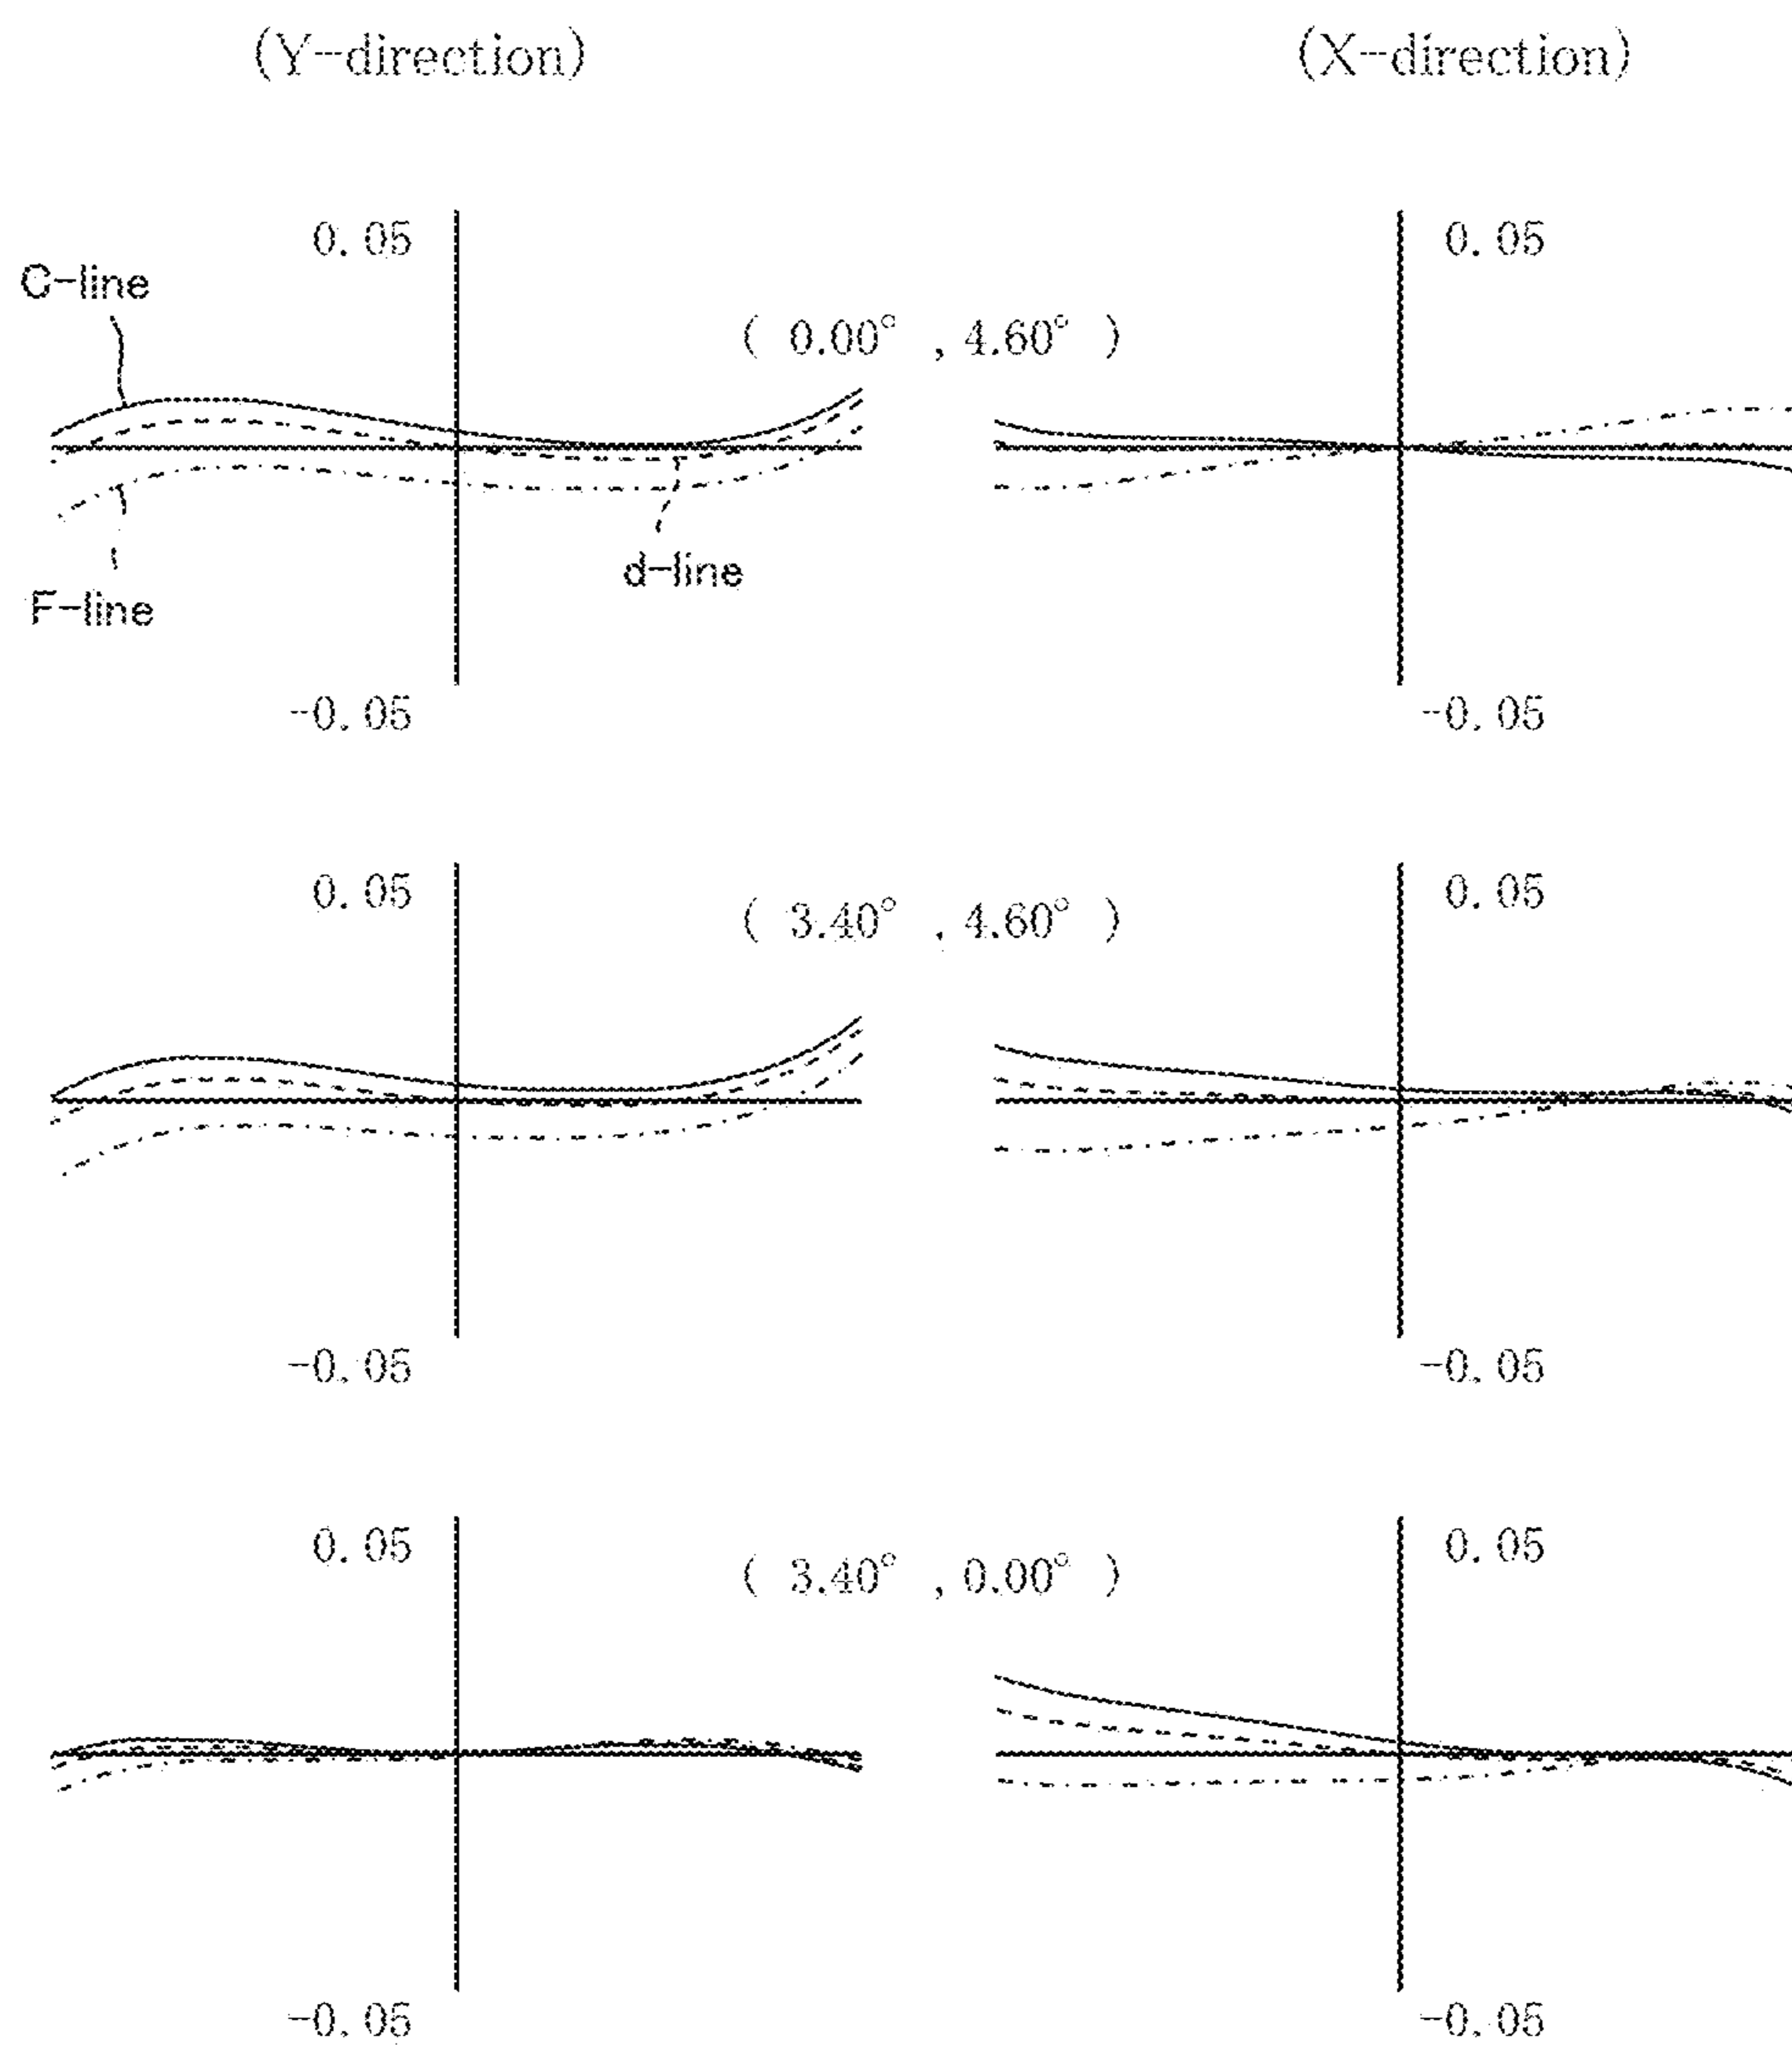 (Y-direction) (X-direction)
0.05 0.05
C-line
( 0.00° , 4.60° )
d-line
F-line
-0.05 -0.05
0.05 0.05
( 3.40° , 4.60° )
-0.05 -0.05
0.05 0.05
( 3.40° , 0.00° )
-0.05 -0.05